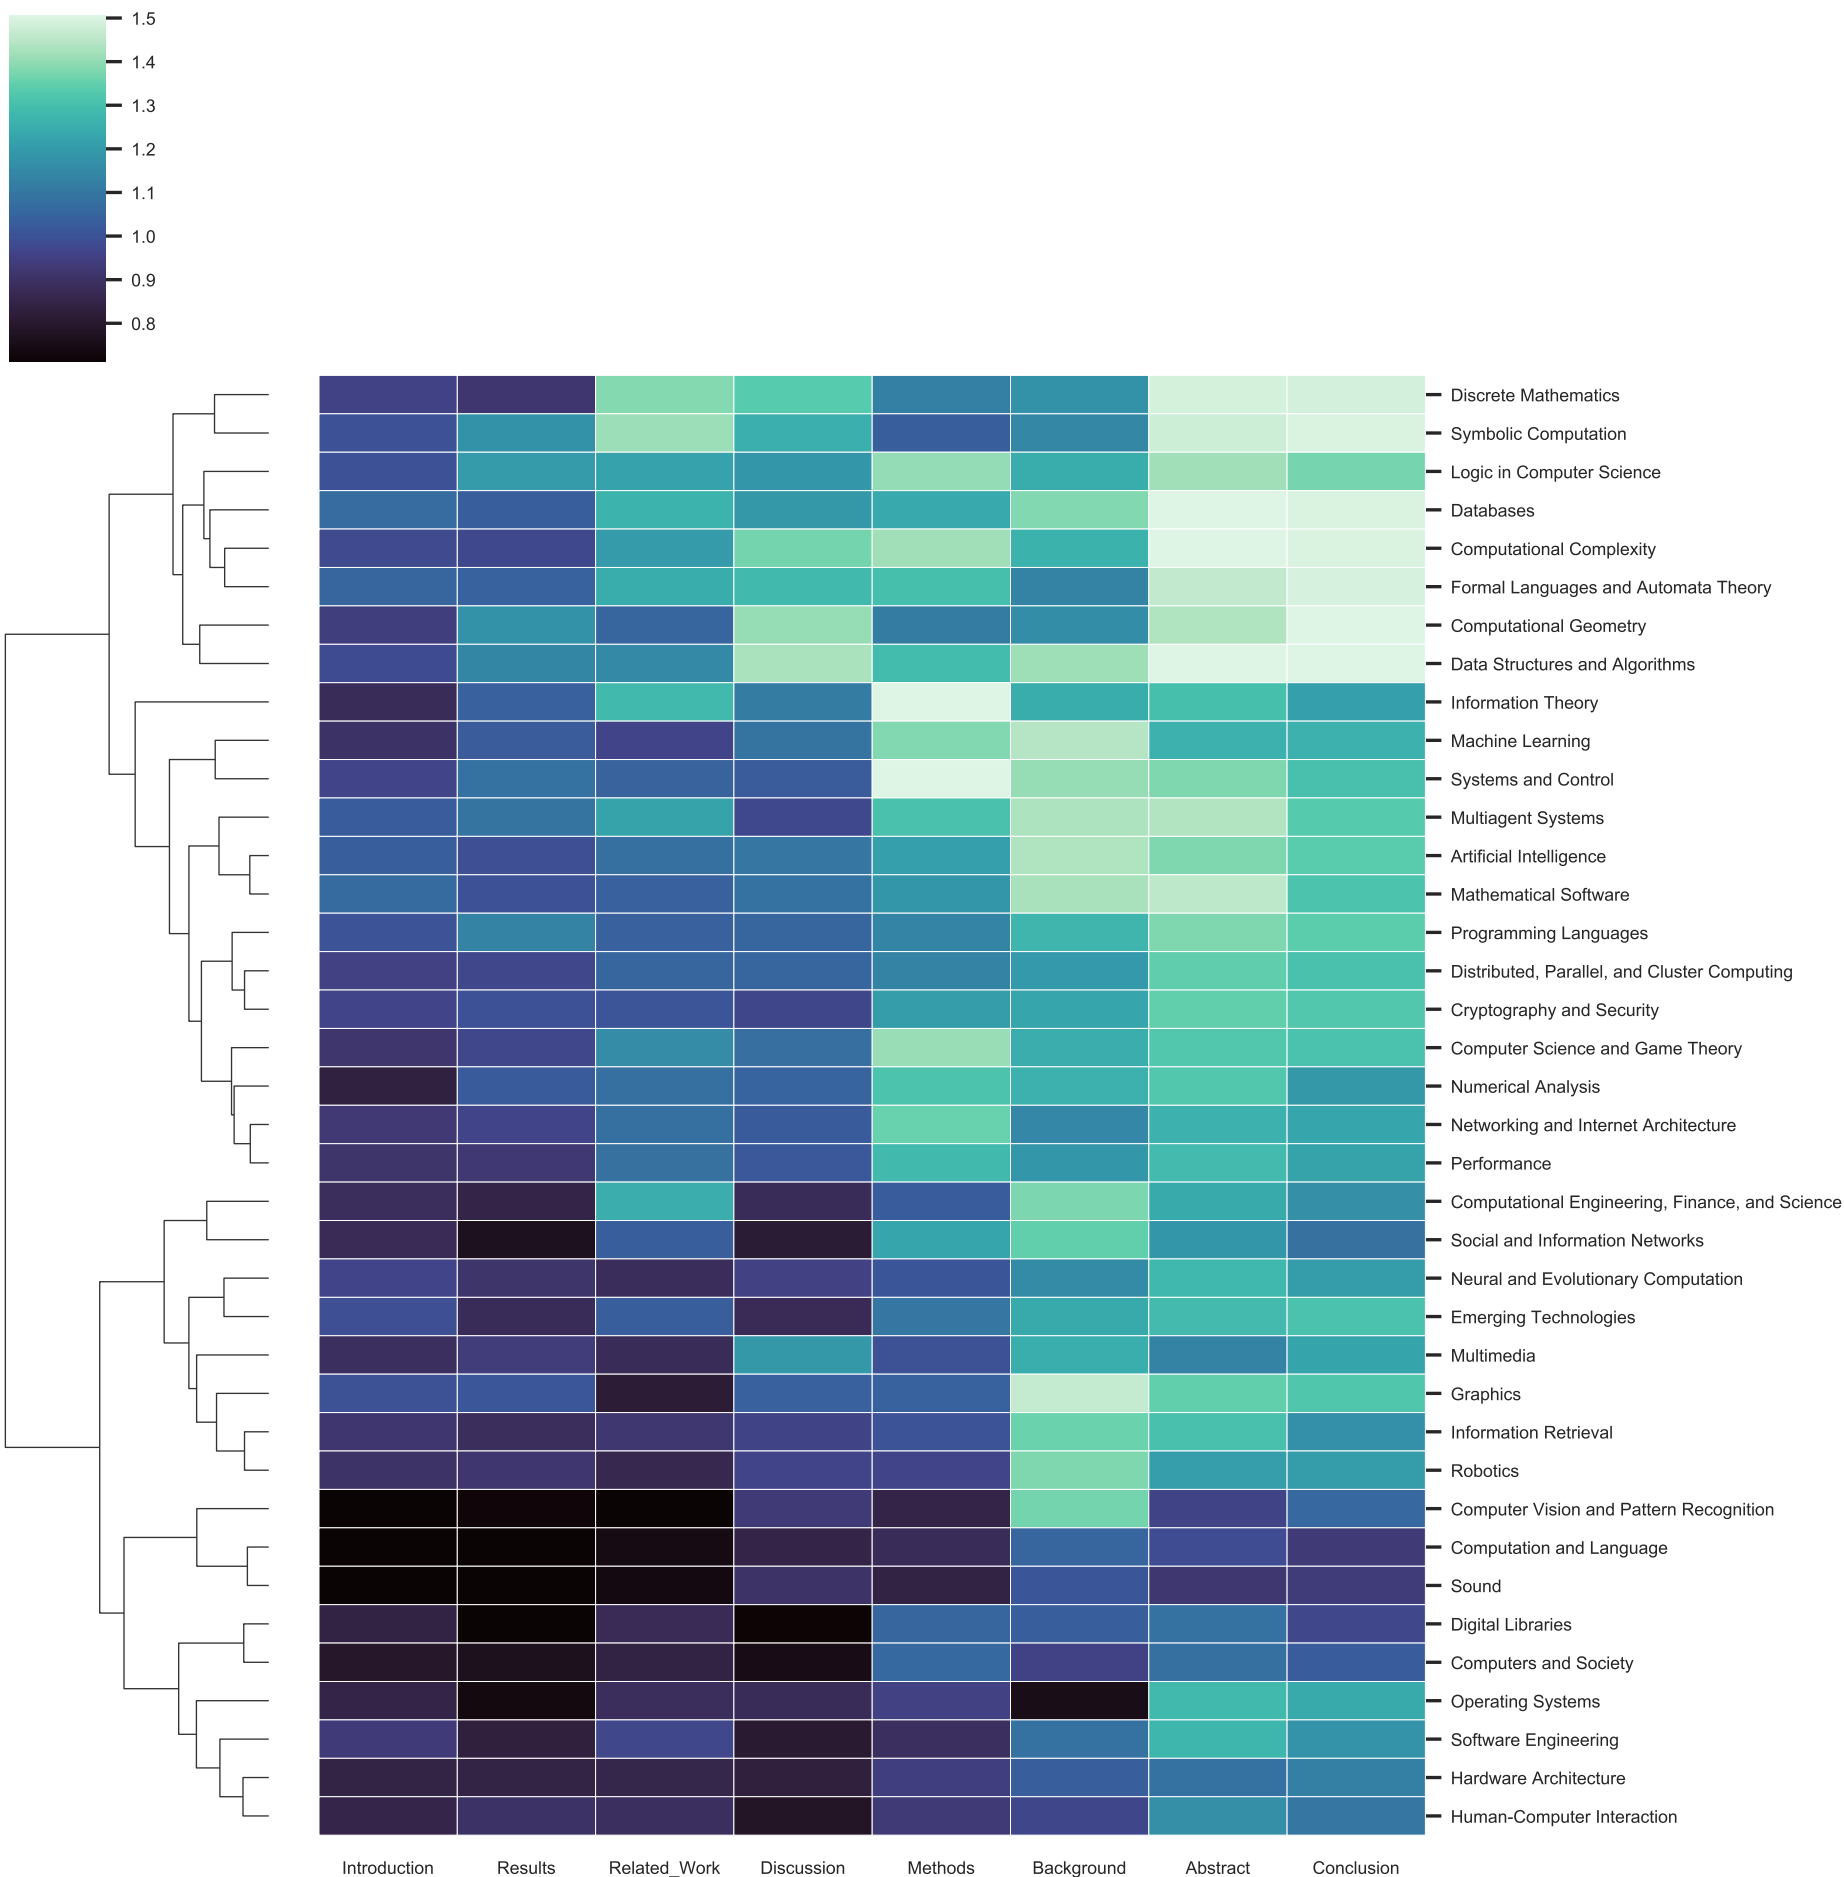 1.5
1.4
1.3
1.2
1.1
1.0
0.9
0.8
Discrete Mathematics
Symbolic Computation
Logic in Computer Science
Databases
Computational Complexity
Formal Languages and Automata Theory
Computational Geometry
Data Structures and Algorithms
Information Theory
Machine Learning
Systems and Control
Multiagent Systems
Artificial Intelligence
Mathematical Software
Programming Languages
Distributed, Parallel, and Cluster Computing
Cryptography and Security
Computer Science and Game Theory
Numerical Analysis
Networking and Internet Architecture
Performance
Computational Engineering, Finance, and Science
Social and Information Networks
Neural and Evolutionary Computation
Emerging Technologies
Multimedia
Graphics
Information Retrieval
Robotics
Computer Vision and Pattern Recognition
Computation and Language
Sound
Digital Libraries
Computers and Society
Operating Systems
Software Engineering
Hardware Architecture
Human-Computer Interaction
Introduction Results Related_Work Discussion Methods Background Abstract Conclusion